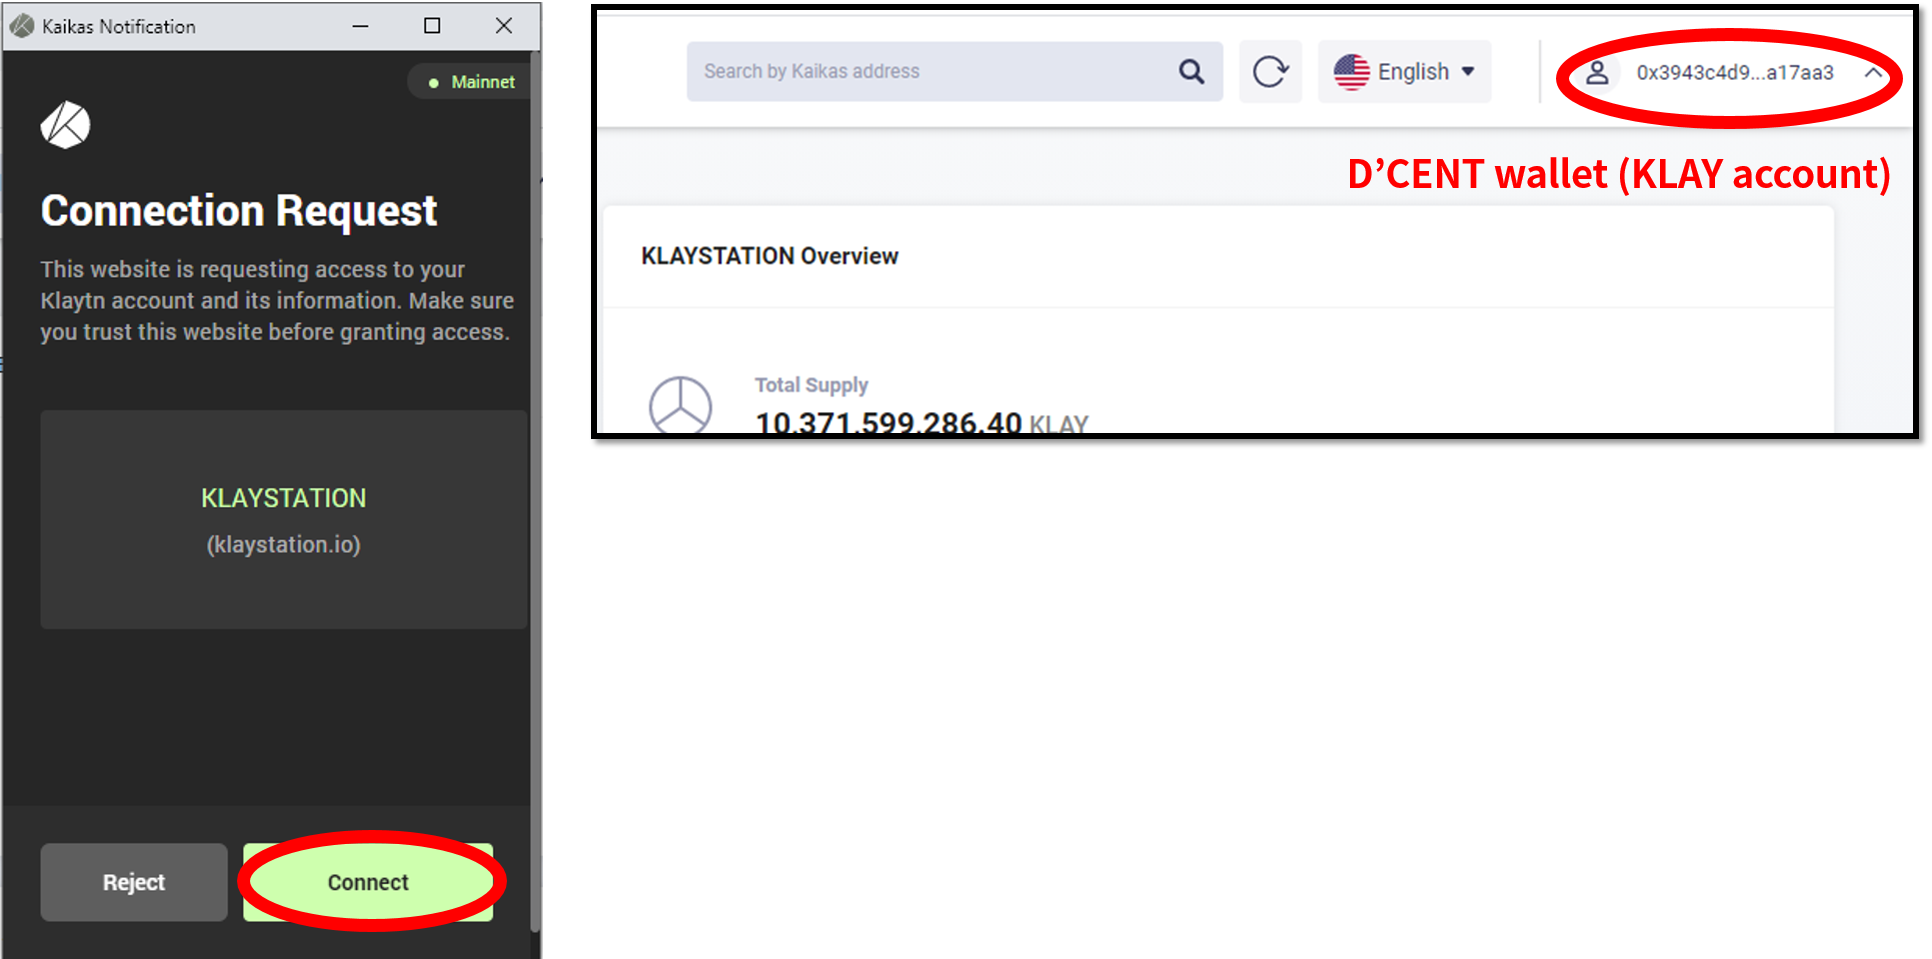 Kaikas Notification
Mainnet
Connection Request
This website is requesting access to your
Klaytn account and its information. Make sure
you trust this website before granting access.
KLAYSTATION
(klaystation.io)
Reject
Connect
Search by Kaikas address
English
0x3943c4d9...a17aa3
D’CENT wallet (KLAY account)
KLAYSTATION Overview
Total Supply
10,371,599,286.40 KLAY